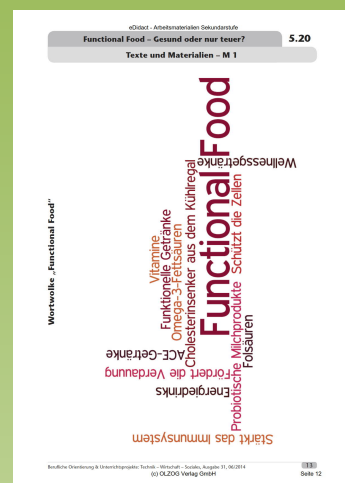 eDidact - Arbeitsmaterialien Sekundarstufe
Functional Food – Gesund oder nur teuer?
5.20
Texte und Materialien – M 1
Wortwolke „Functional Food“
Vitamine
Funktionelle Getränke
Omega-3-Fettsäuren
Cholesterinsenker aus dem Kühlregal
Functional Food
Wellnessgetränke
Schützt die Zellen
Probiotische Milchprodukte
Folsäuren
ACE-Getränke
Fördert die Verdauung
Energiedrinks
Stärkt das Immunsystem
Berufliche Orientierung & Unterrichtsprojekte: Technik – Wirtschaft – Soziales, Ausgabe 31, 06/2014
13
(c) OLZOG Verlag GmbH
Seite 12